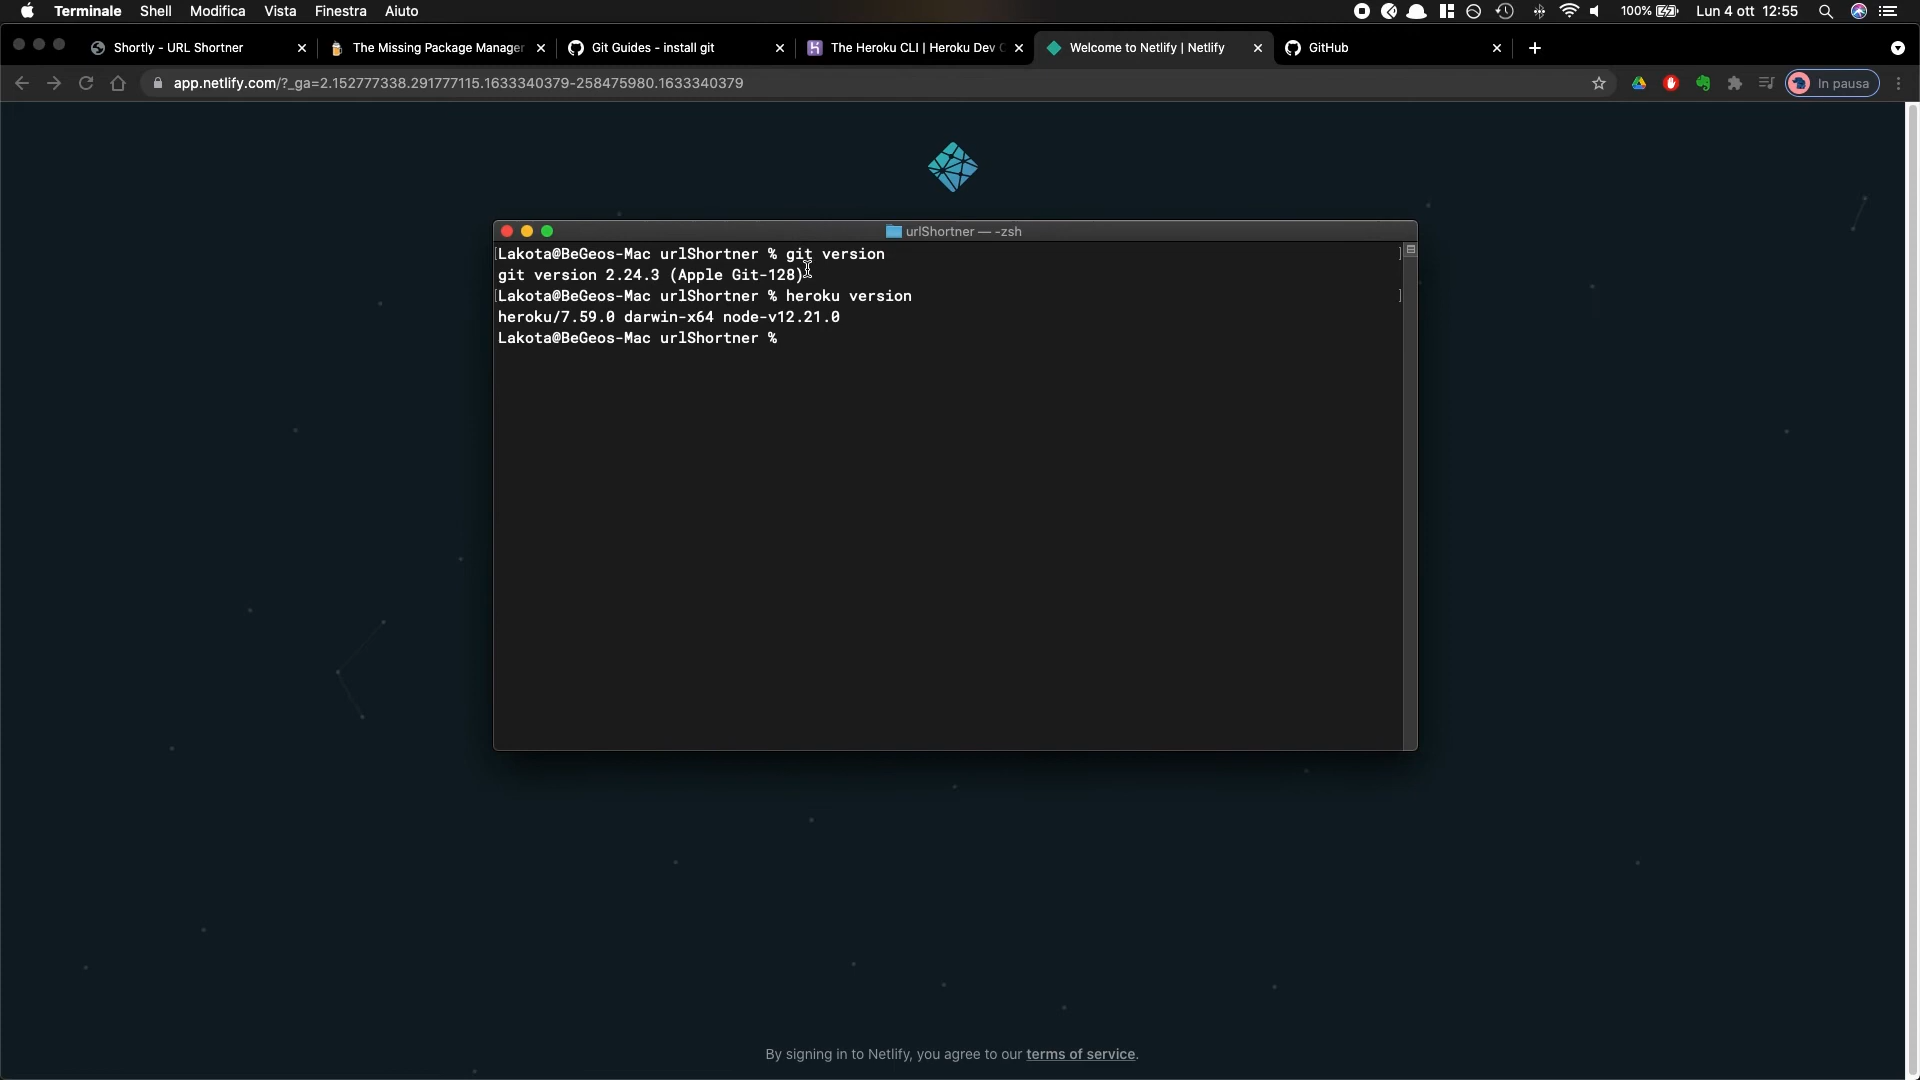 Terminale Shell Modifica Vista Finestra Aiuto 100% Lun 4 ott 12:55
Shortly - URL Shortner The Missing Package Manager Git Guides - install git The Heroku CLI | Heroku Dev C Welcome to Netlify | Netlify GitHub
app.netlify.com/?_ga=2.152777338.291777115.1633340379-258475980.1633340379 In pausa
urlShortner — -zsh
[Lakota@BeGeos-Mac urlShortner % git version ]
git version 2.24.3 (Apple Git-128)
[Lakota@BeGeos-Mac urlShortner % heroku version ]
heroku/7.59.0 darwin-x64 node-v12.21.0
Lakota@BeGeos-Mac urlShortner %
By signing in to Netlify, you agree to our terms of service.